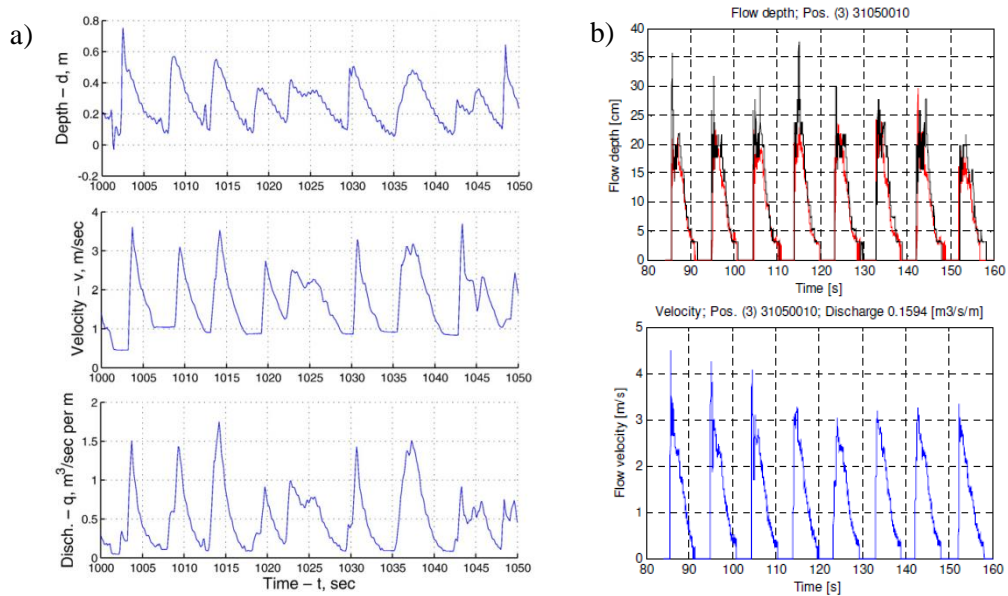 a)
Depth – d, m
0.8
0.6
0.4
0.2
0
-0.2
1000 1005 1010 1015 1020 1025 1030 1035 1040 1045 1050
Velocity – v, m/sec
4
3
2
1
0
1000 1005 1010 1015 1020 1025 1030 1035 1040 1045 1050
Disch. – q, m³/sec per m
2
1.5
1
0.5
0
1000 1005 1010 1015 1020 1025 1030 1035 1040 1045 1050
Time – t, sec
b)
Flow depth; Pos. (3) 31050010
Flow depth [cm]
40
35
30
25
20
15
10
5
0
80 90 100 110 120 130 140 150 160
Time [s]
Velocity; Pos. (3) 31050010; Discharge 0.1594 [m3/s/m]
Flow velocity [m/s]
5
4
3
2
1
0
80 90 100 110 120 130 140 150 160
Time [s]